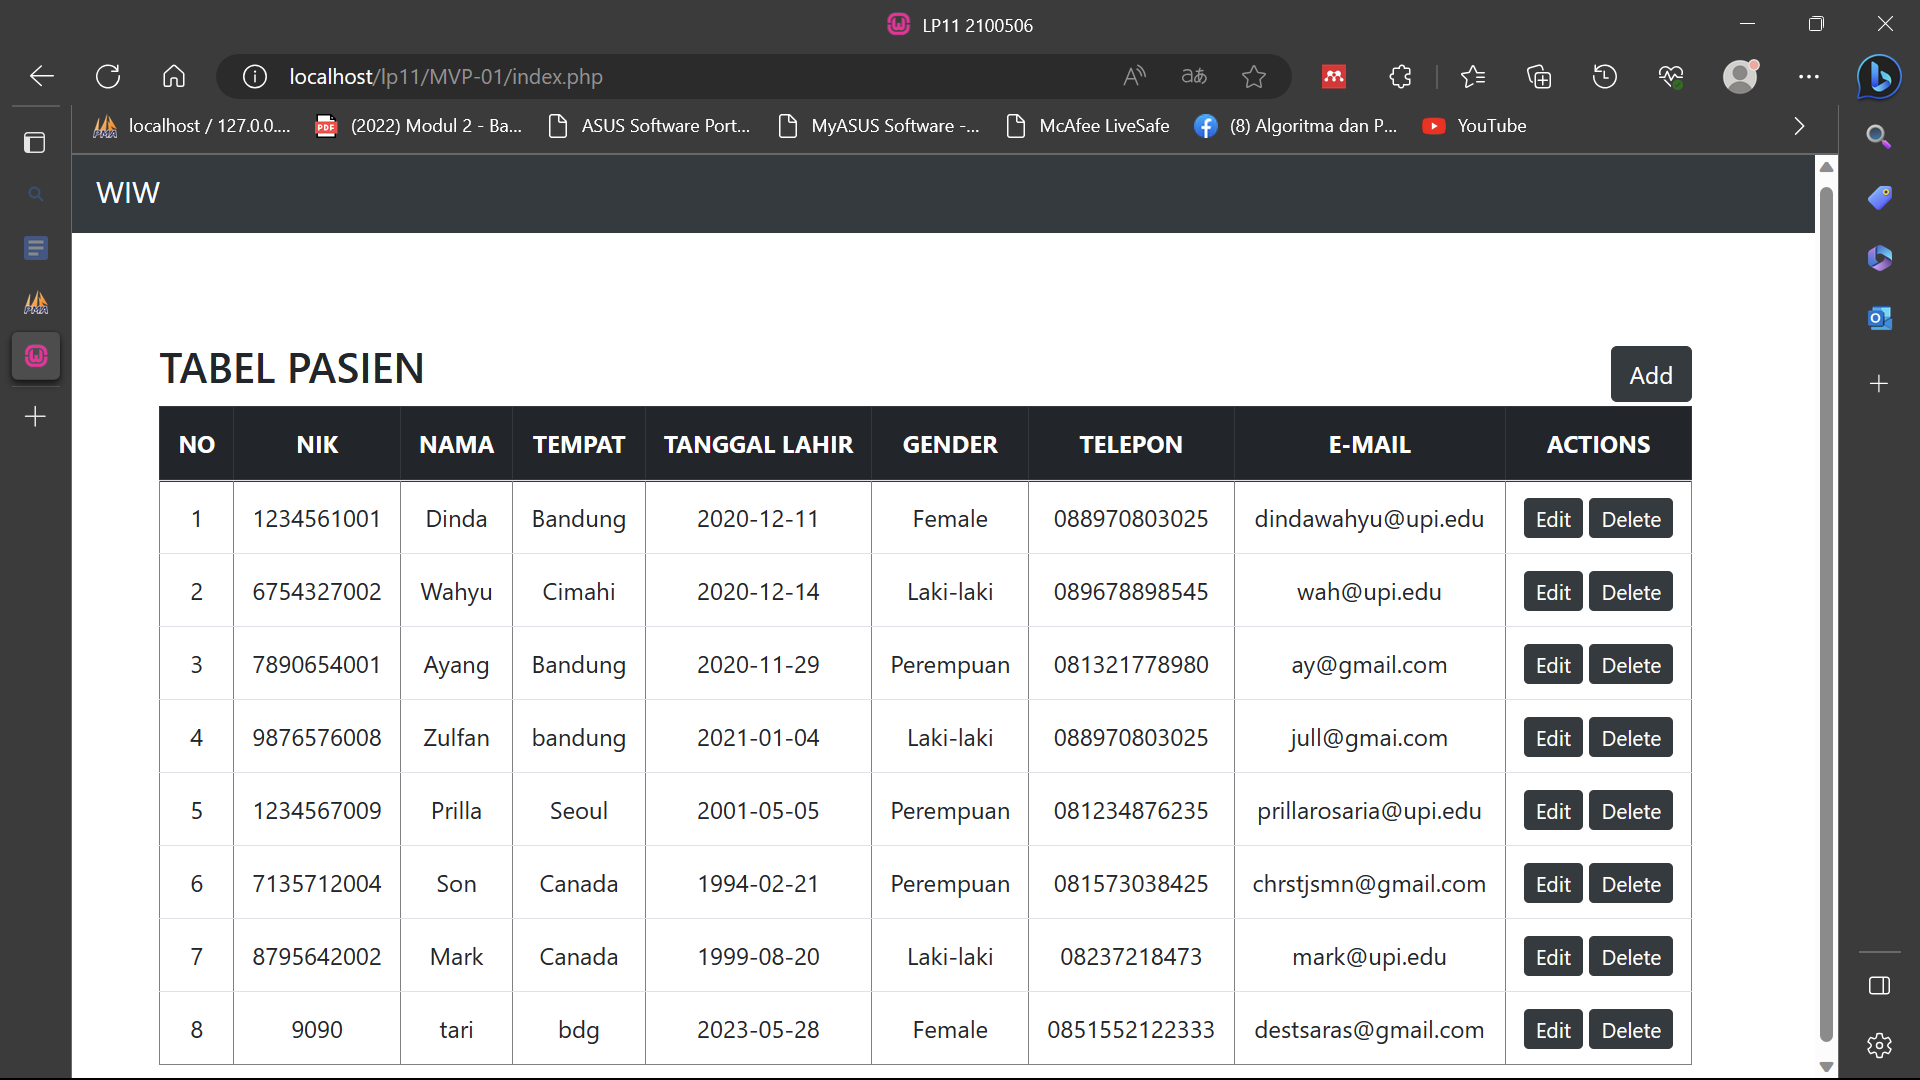 LP11 2100506
localhost/lp11/MVP-01/index.php
localhost / 127.0.0.... (2022) Modul 2 - Ba... ASUS Software Port... MyASUS Software -... McAfee LiveSafe (8) Algoritma dan P... YouTube
WIW
TABEL PASIEN Add
NO NIK NAMA TEMPAT TANGGAL LAHIR GENDER TELEPON E-MAIL ACTIONS
1 1234561001 Dinda Bandung 2020-12-11 Female 088970803025 dindawahyu@upi.edu Edit Delete
2 6754327002 Wahyu Cimahi 2020-12-14 Laki-laki 089678898545 wah@upi.edu Edit Delete
3 7890654001 Ayang Bandung 2020-11-29 Perempuan 081321778980 ay@gmail.com Edit Delete
4 9876576008 Zulfan bandung 2021-01-04 Laki-laki 088970803025 jull@gmai.com Edit Delete
5 1234567009 Prilla Seoul 2001-05-05 Perempuan 081234876235 prillarosaria@upi.edu Edit Delete
6 7135712004 Son Canada 1994-02-21 Perempuan 081573038425 chrstjsmn@gmail.com Edit Delete
7 8795642002 Mark Canada 1999-08-20 Laki-laki 08237218473 mark@upi.edu Edit Delete
8 9090 tari bdg 2023-05-28 Female 0851552122333 destsaras@gmail.com Edit Delete